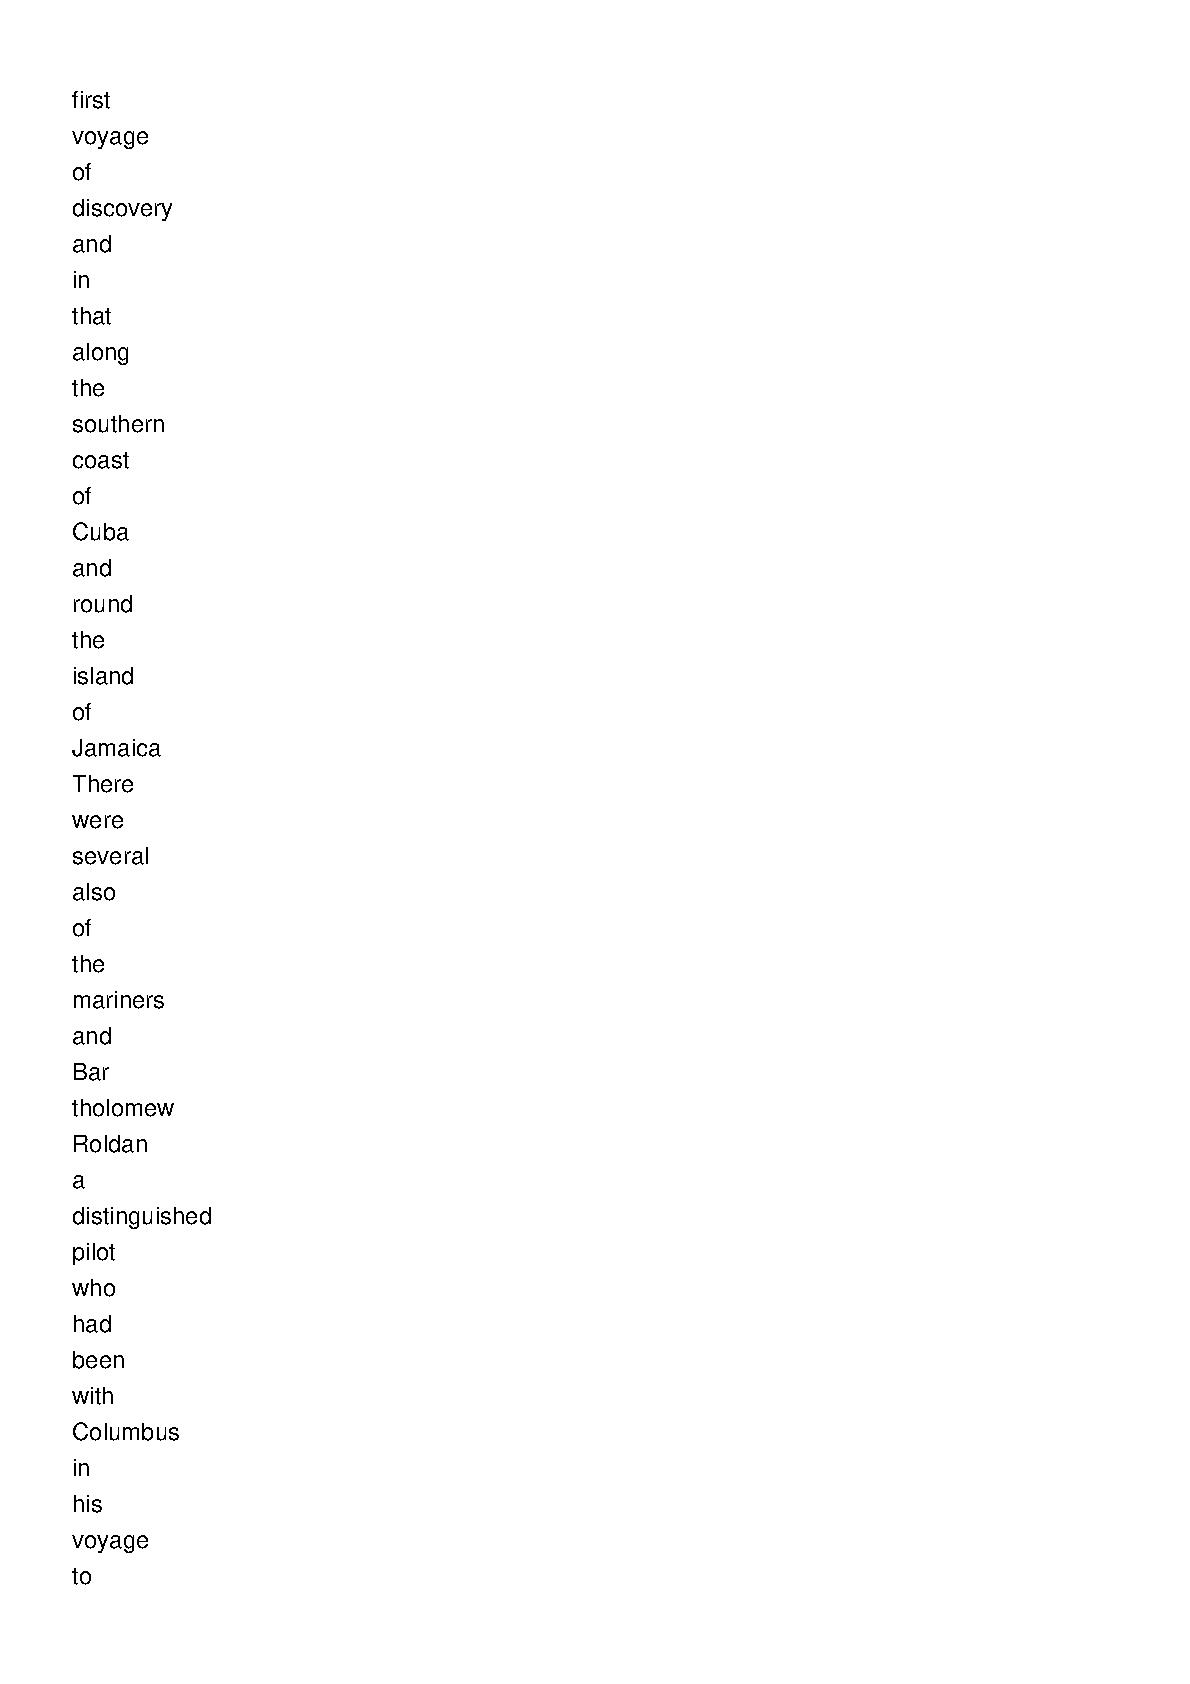 first
voyage
of
discovery
and
in
that
along
the
southern
coast
of
Cuba
and
round
the
island
of
Jamaica
There
were
several
also
of
the
mariners
and
Bar
tholomew
Roldan
a
distinguished
pilot
who
had
been
with
Columbus
in
his
voyage
to